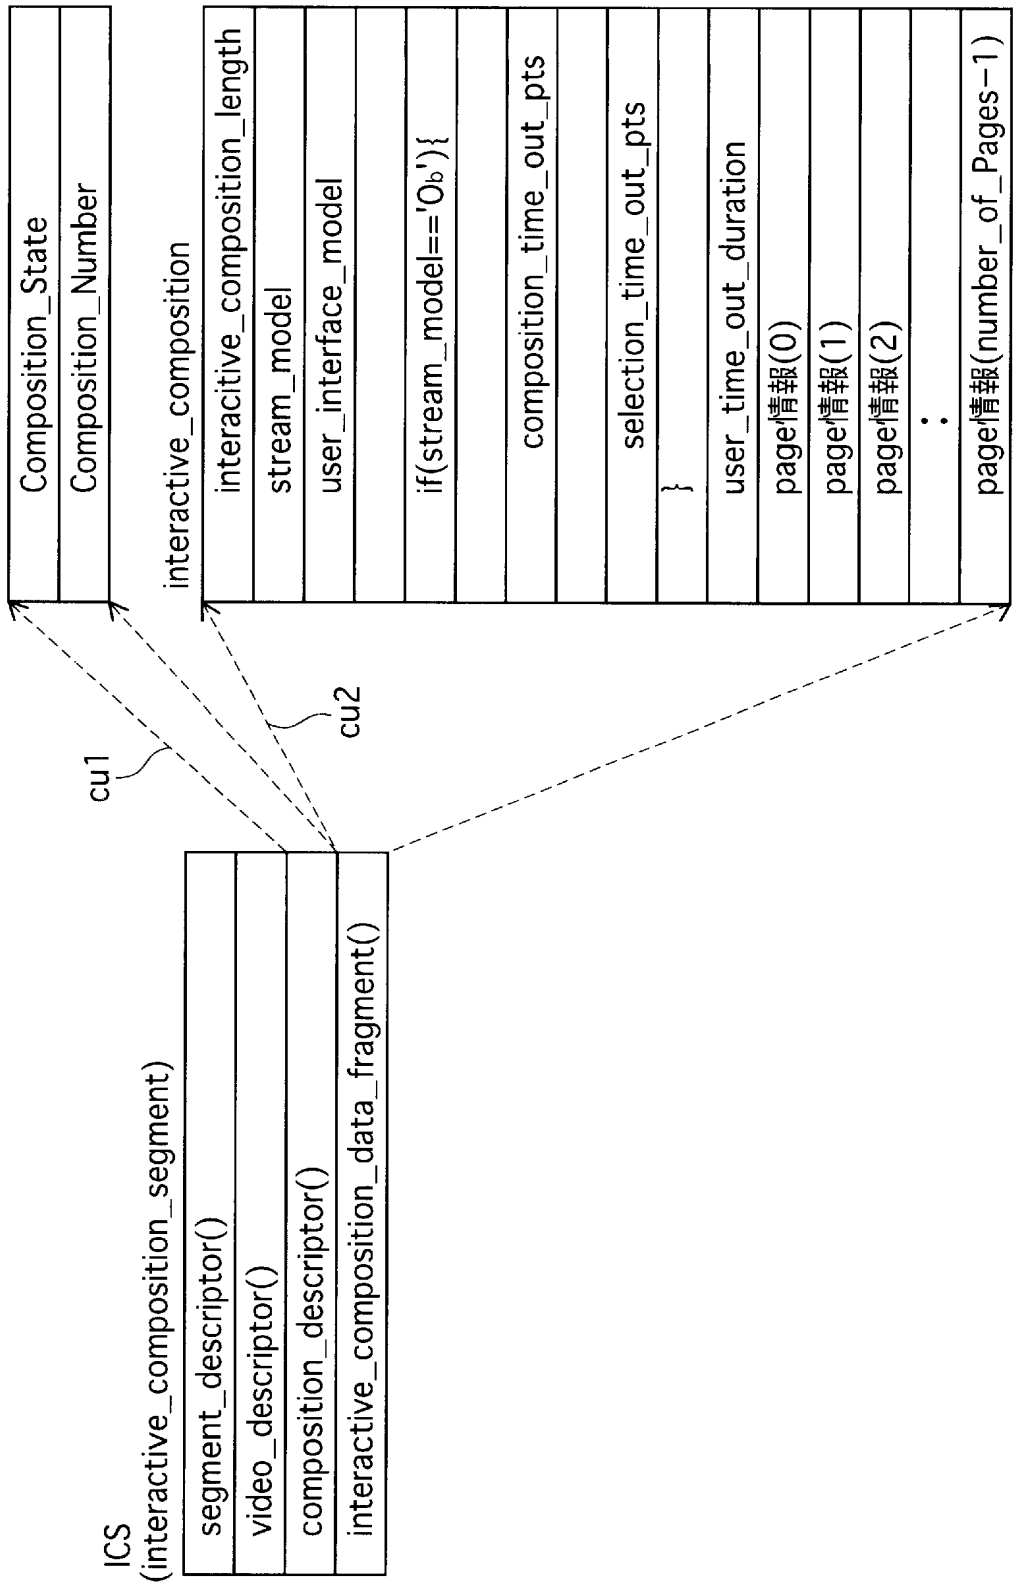 ICS
(interactive_composition_segment)
segment_descriptor()
video_descriptor()
composition_descriptor()
interactive_composition_data_fragment()
cu1
cu2
Composition_State
Composition_Number
interactive_composition
interacitive_composition_length
stream_model
user_interface_model
if(stream_model=='0b'){
composition_time_out_pts
selection_time_out_pts
}
user_time_out_duration
page情報(0)
page情報(1)
page情報(2)
:
page情報(number_of_Pages-1)